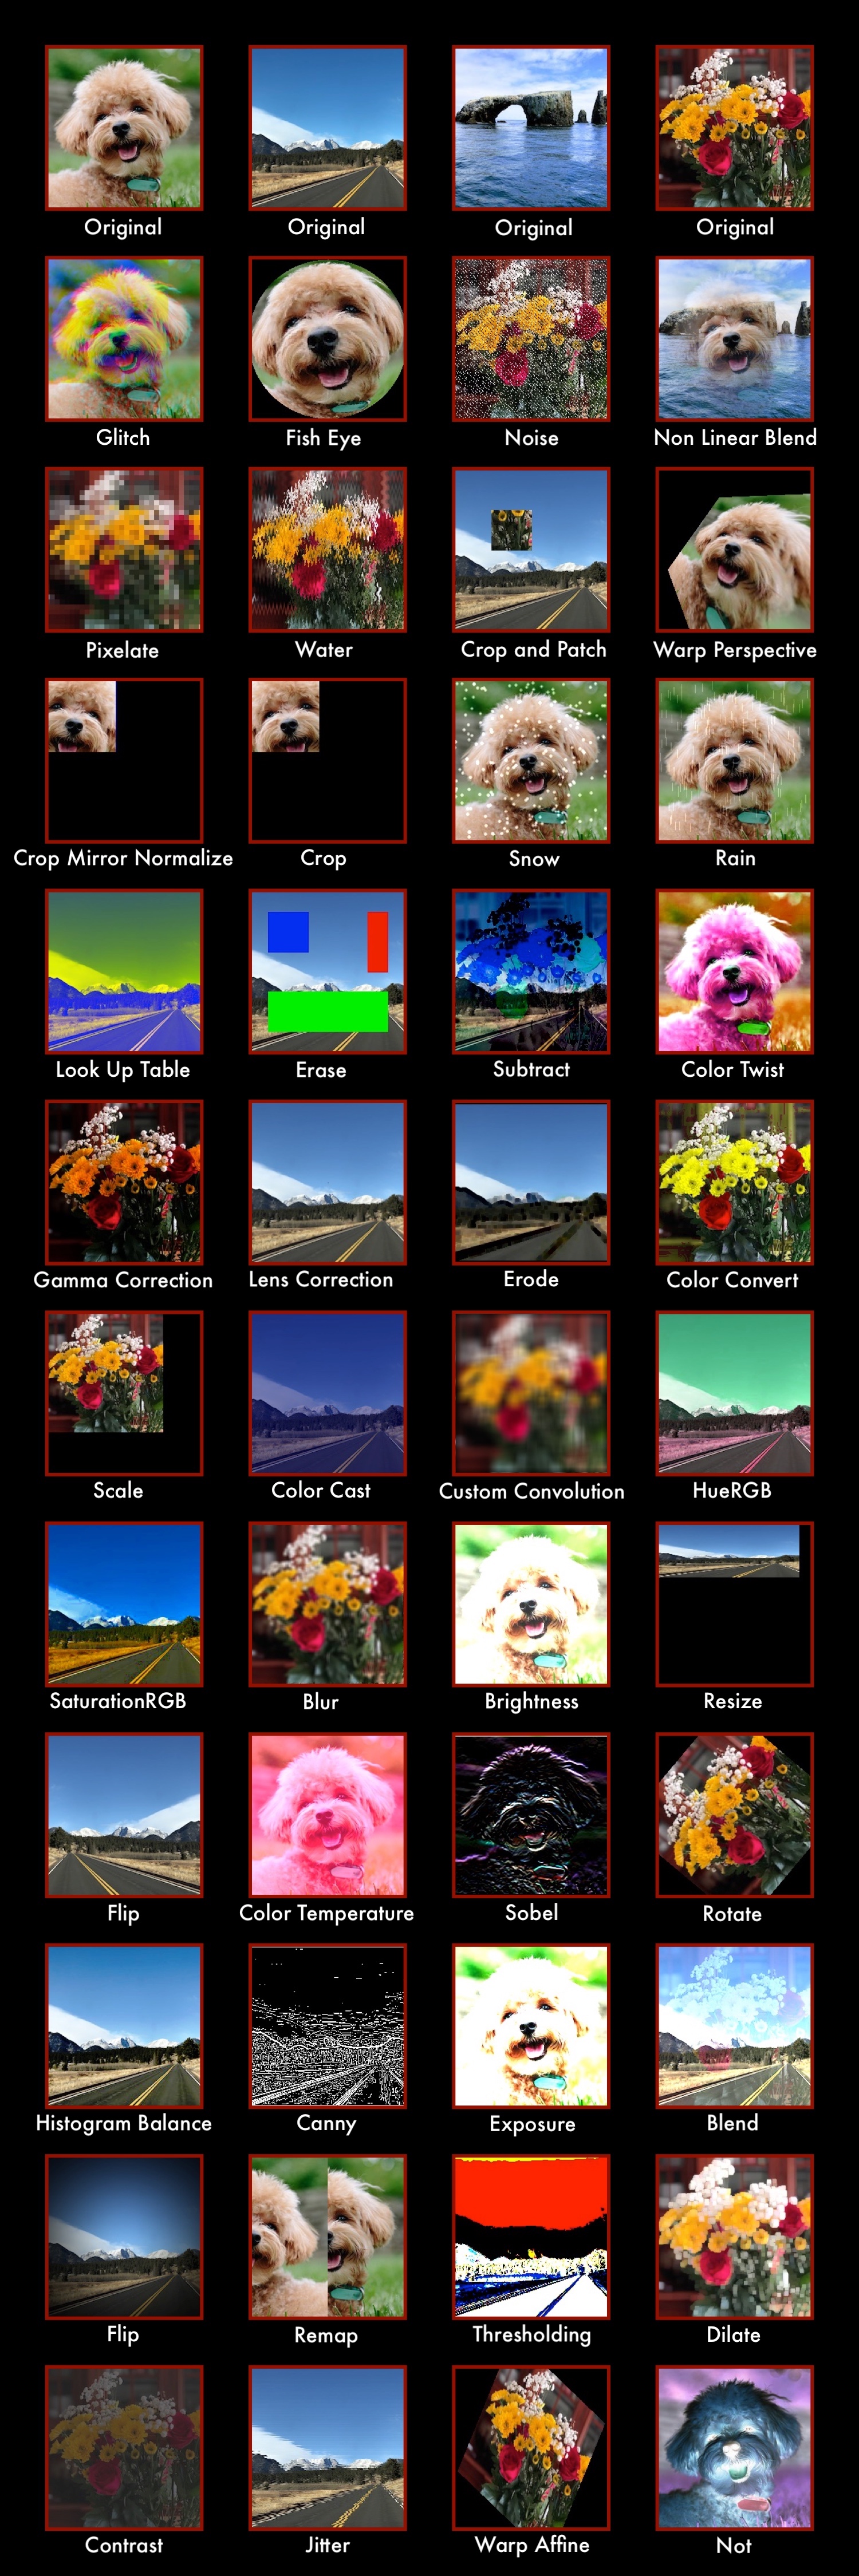 Original
Original
Original
Original
Glitch
Fish Eye
Noise
Non Linear Blend
Pixelate
Water
Crop and Patch
Warp Perspective
Crop Mirror Normalize
Crop
Snow
Rain
Look Up Table
Erase
Subtract
Color Twist
Gamma Correction
Lens Correction
Erode
Color Convert
Scale
Color Cast
Custom Convolution
HueRGB
SaturationRGB
Blur
Brightness
Resize
Flip
Color Temperature
Sobel
Rotate
Histogram Balance
Canny
Exposure
Blend
Flip
Remap
Thresholding
Dilate
Contrast
Jitter
Warp Affine
Not